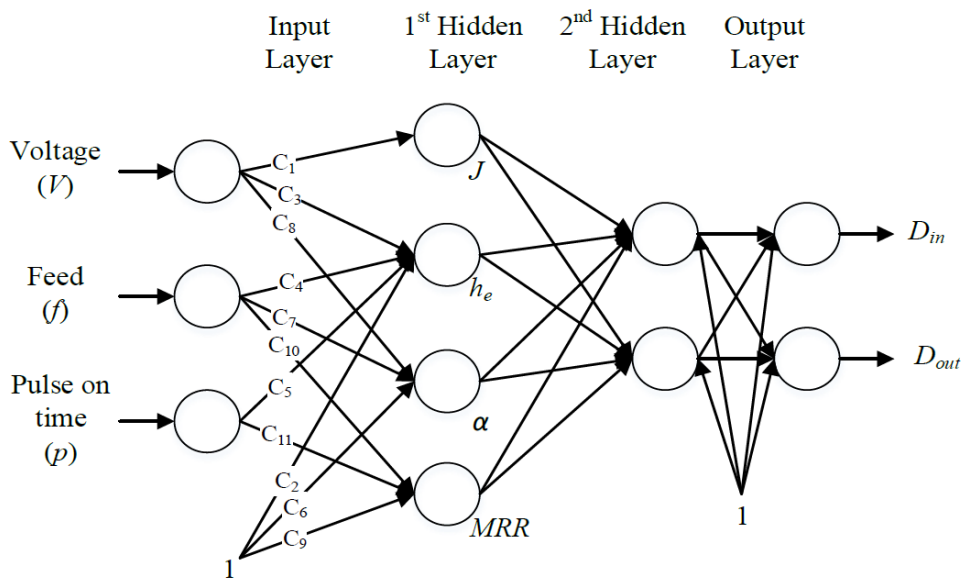 Input
Layer
1st Hidden
Layer
2nd Hidden
Layer
Output
Layer
Voltage
(V)
Feed
(f)
Pulse on
time
(p)
C1
C3
C8
C4
C7
C10
C5
C11
C2
C6
C9
1
J
he
α
MRR
1
Din
Dout